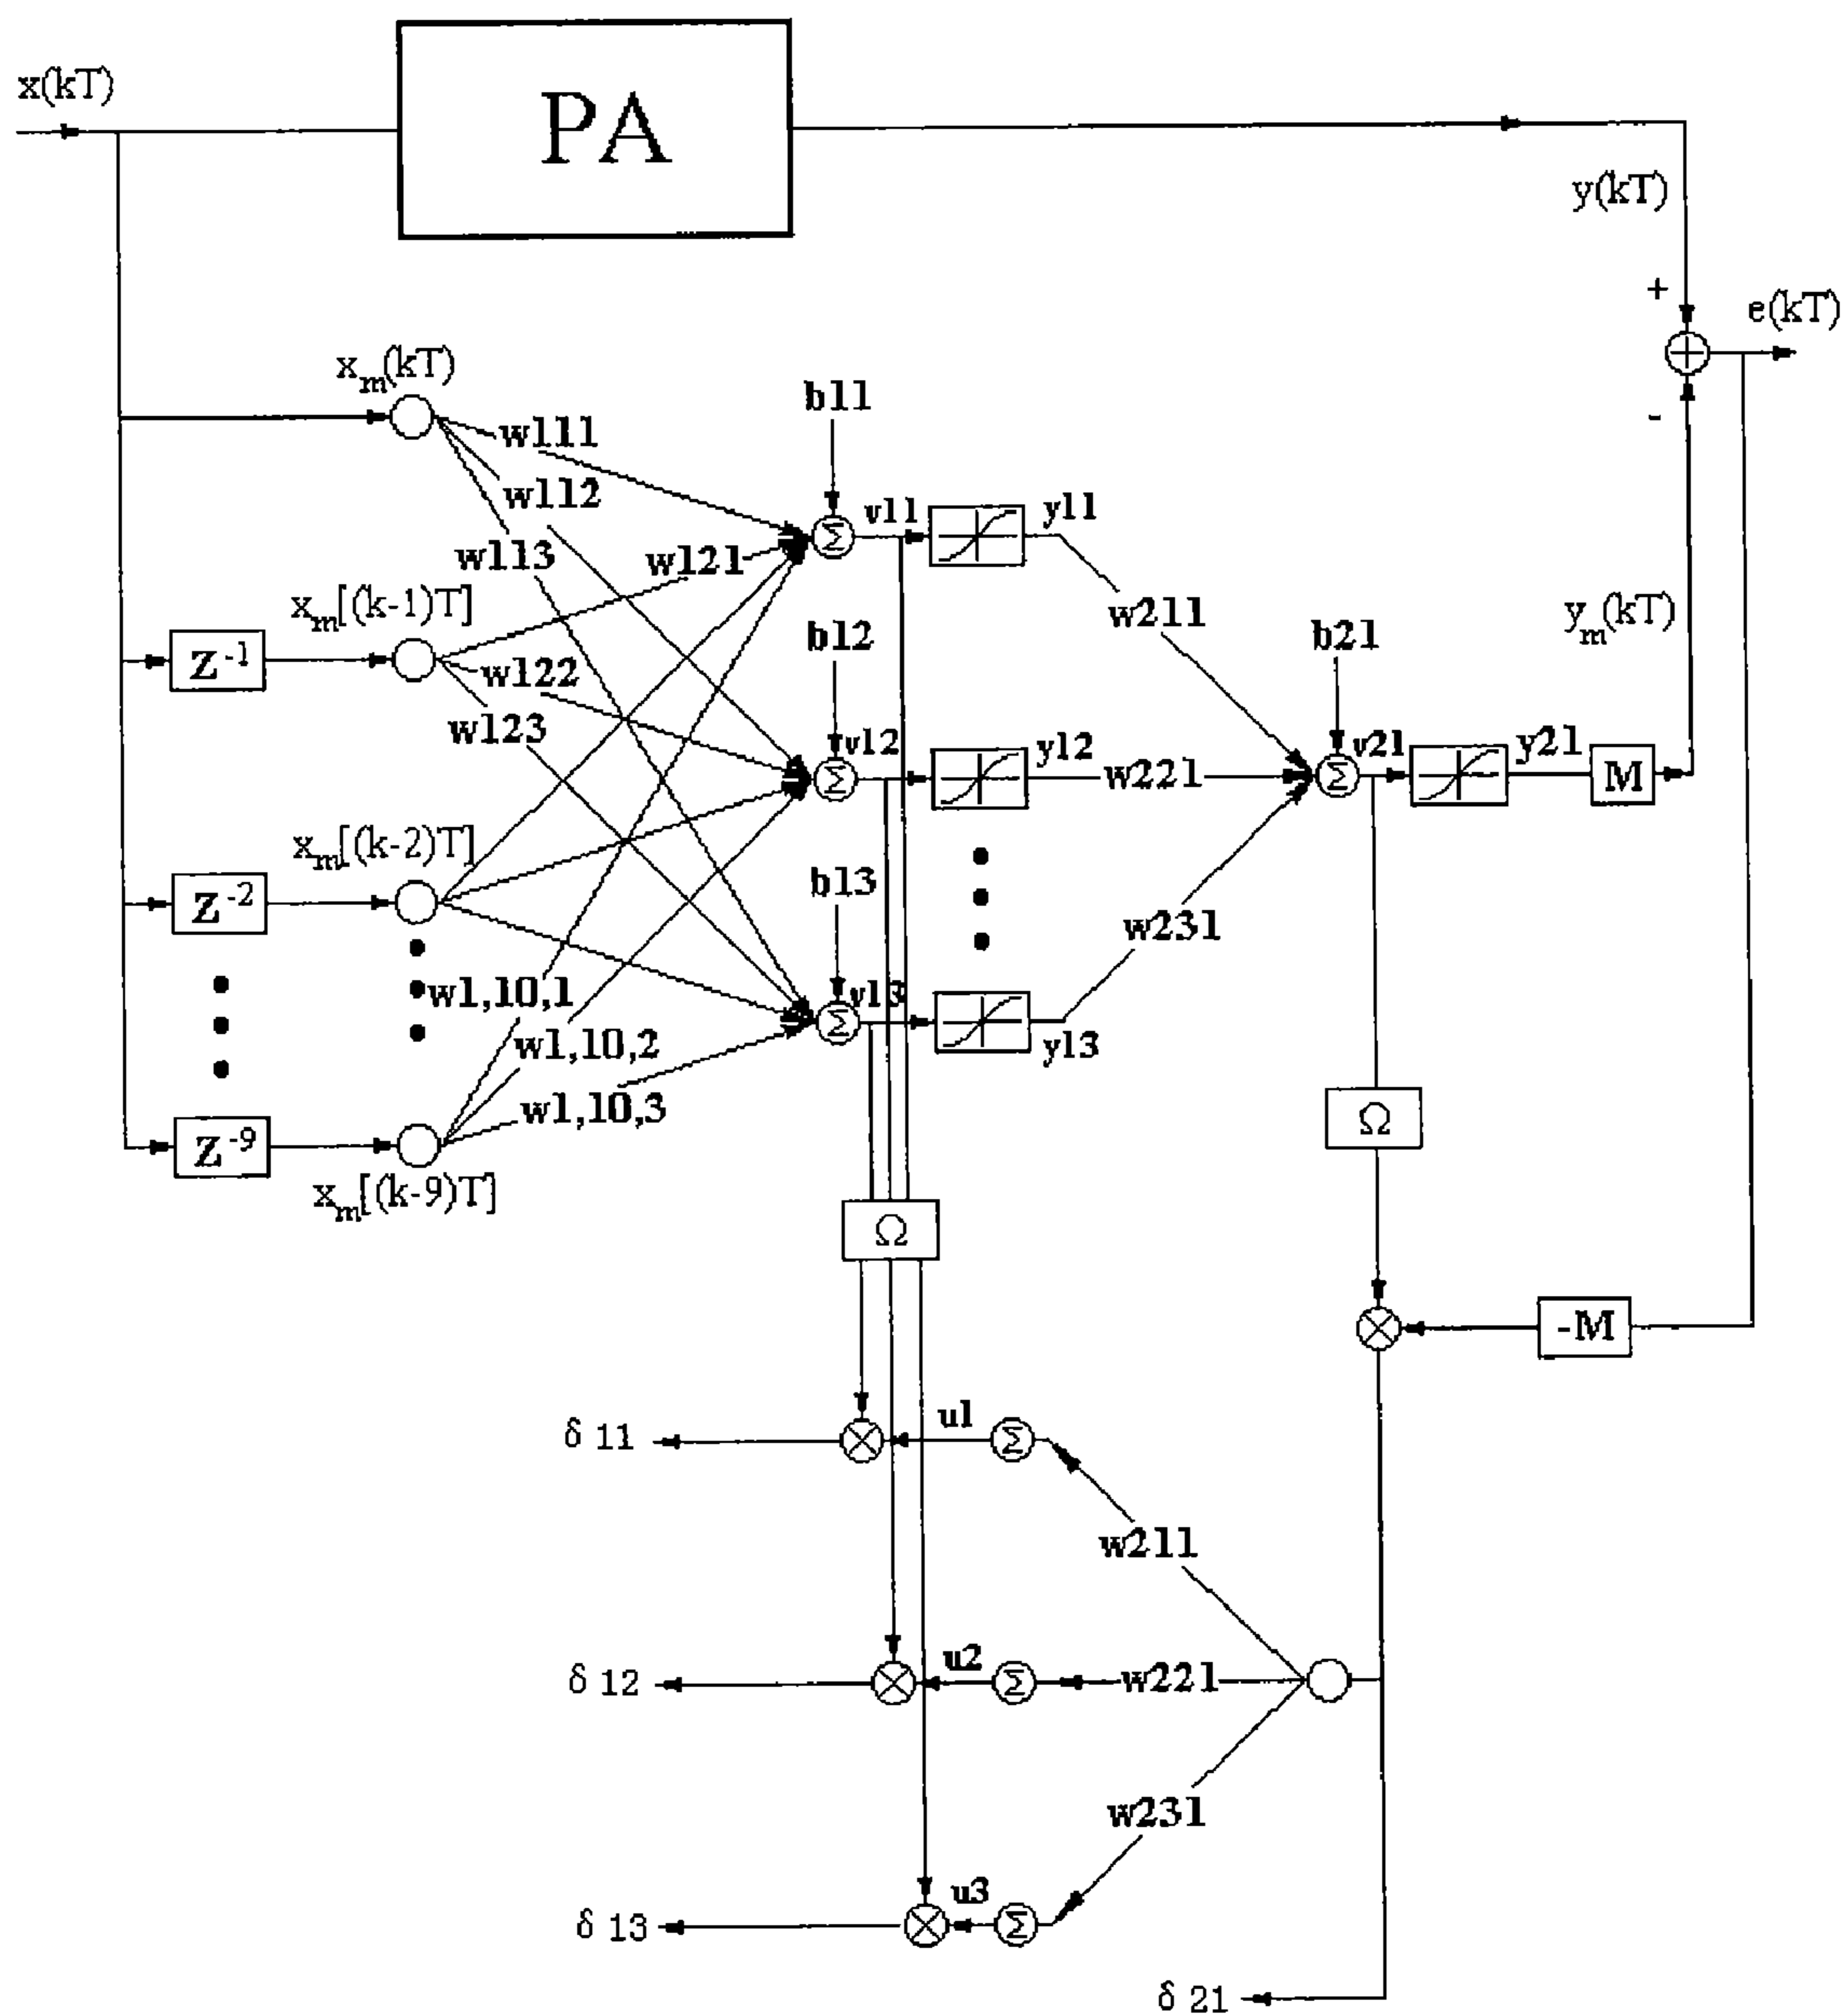 x(kT)
PA
y(kT)
+
e(kT)
x_m(kT)
-
b11
w111
w112
v11
y11
w113
w121
x_m[(k-1)T]
w211
y_m(kT)
b12
b21
Z^-1
w122
w123
v12
y12
v21
y21
Σ
Σ
w221
Σ
M
x_m[(k-2)T]
b13
Z^-2
w231
w1,10,1
v13
Σ
y13
w1,10,2
w1,10,3
Ω
Z^-9
x_m[(k-9)T]
Ω
-M
δ 11
u1
Σ
w211
δ 12
u2
Σ
w221
w231
δ 13
u3
Σ
δ 21